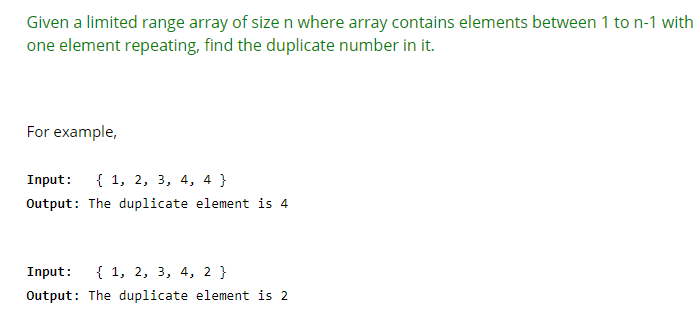 Given a limited range array of size n where array contains elements between 1 to n-1 with
one element repeating, find the duplicate number in it.
For example,
Input: { 1, 2, 3, 4, 4 }
Output: The duplicate element is 4
Input: { 1, 2, 3, 4, 2 }
Output: The duplicate element is 2